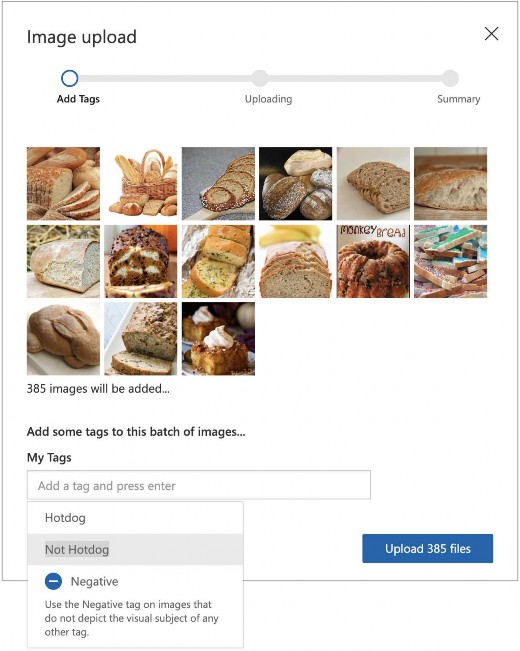 Image upload
Add Tags
Uploading
Summary
MONKEY BREAD
385 images will be added...
Add some tags to this batch of images...
My Tags
Add a tag and press enter
Hotdog
Not Hotdog
Upload 385 files
Negative
Use the Negative tag on images that
do not depict the visual subject of any
other tag.